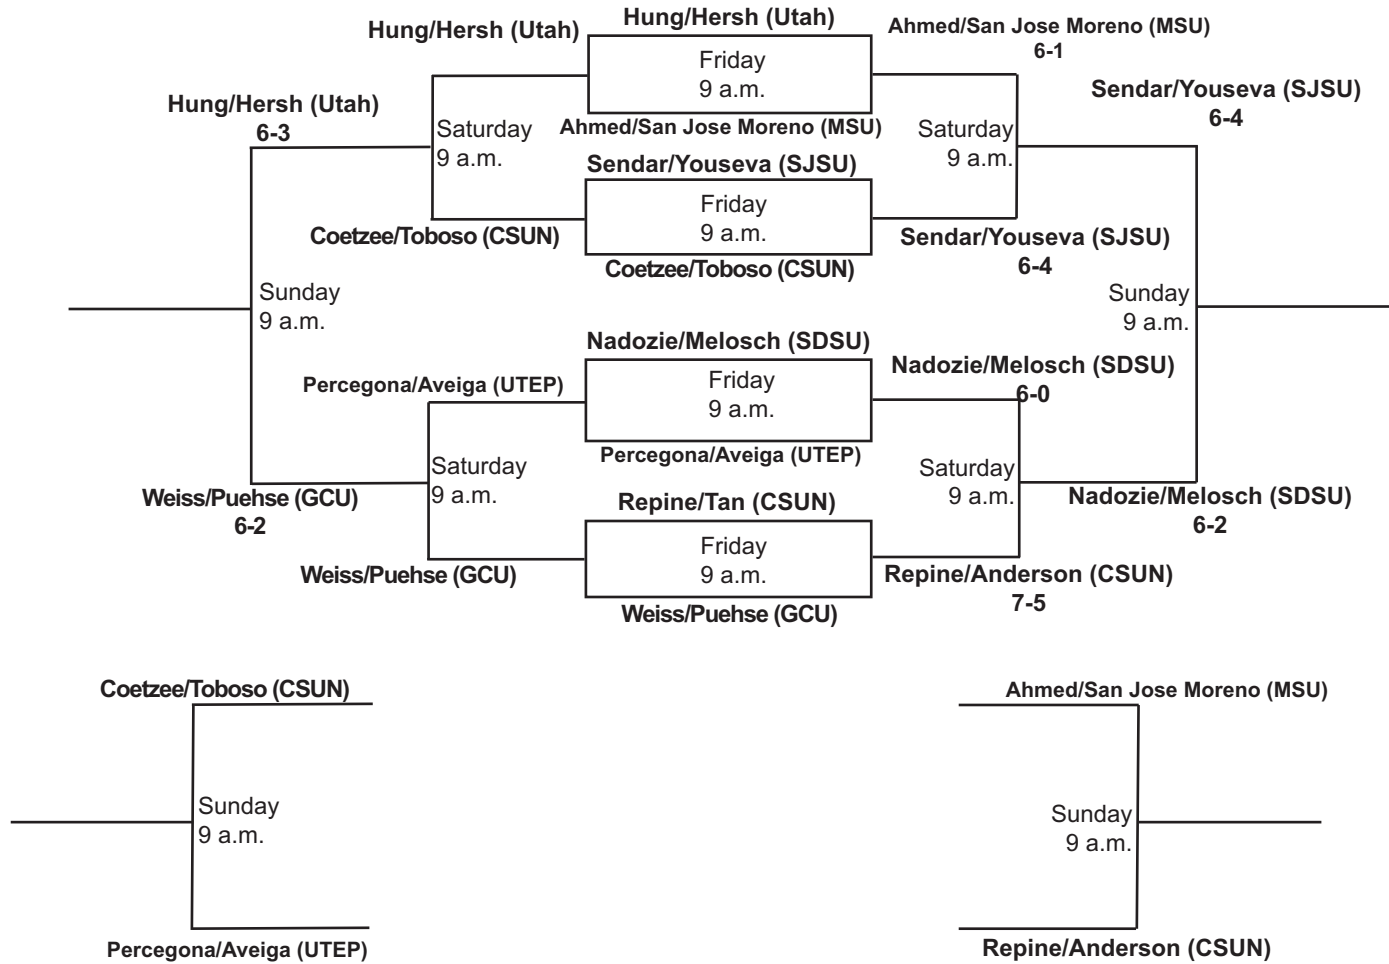 Hung/Hersh (Utah)
Hung/Hersh (Utah)
Ahmed/San Jose Moreno (MSU)
6-1
Friday
9 a.m.
Sendar/Youseva (SJSU)
6-4
Hung/Hersh (Utah)
6-3
Saturday
9 a.m.
Ahmed/San Jose Moreno (MSU)
Saturday
9 a.m.
Sendar/Youseva (SJSU)
Friday
9 a.m.
Coetzee/Toboso (CSUN)
Sendar/Youseva (SJSU)
6-4
Coetzee/Toboso (CSUN)
Sunday
9 a.m.
Sunday
9 a.m.
Nadozie/Melosch (SDSU)
Nadozie/Melosch (SDSU)
6-0
Percegona/Aveiga (UTEP)
Friday
9 a.m.
Percegona/Aveiga (UTEP)
Saturday
9 a.m.
Saturday
9 a.m.
Weiss/Puehse (GCU)
6-2
Repine/Tan (CSUN)
Nadozie/Melosch (SDSU)
6-2
Friday
9 a.m.
Weiss/Puehse (GCU)
Repine/Anderson (CSUN)
7-5
Weiss/Puehse (GCU)
Coetzee/Toboso (CSUN)
Ahmed/San Jose Moreno (MSU)
Sunday
9 a.m.
Sunday
9 a.m.
Percegona/Aveiga (UTEP)
Repine/Anderson (CSUN)